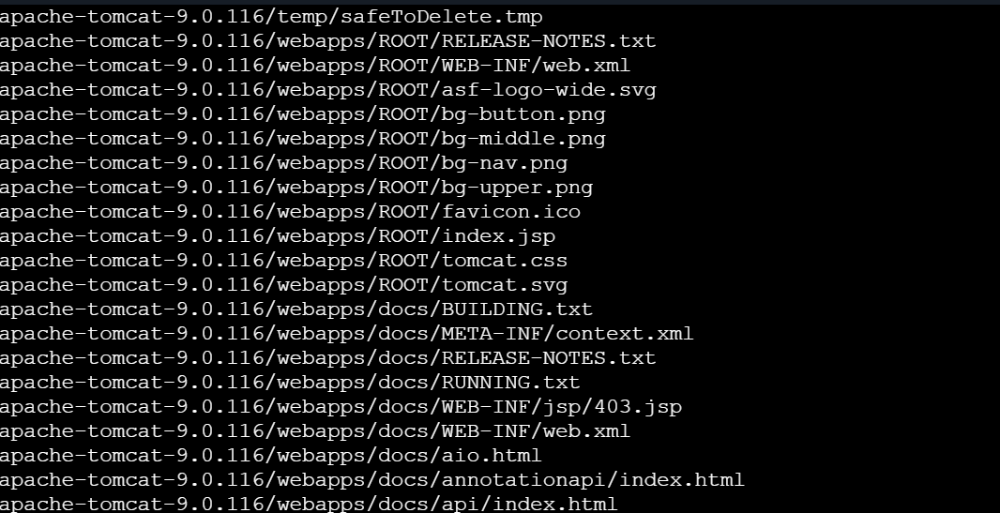 apache-tomcat-9.0.116/temp/safeToDelete.tmp
apache-tomcat-9.0.116/webapps/ROOT/RELEASE-NOTES.txt
apache-tomcat-9.0.116/webapps/ROOT/WEB-INF/web.xml
apache-tomcat-9.0.116/webapps/ROOT/asf-logo-wide.svg
apache-tomcat-9.0.116/webapps/ROOT/bg-button.png
apache-tomcat-9.0.116/webapps/ROOT/bg-middle.png
apache-tomcat-9.0.116/webapps/ROOT/bg-nav.png
apache-tomcat-9.0.116/webapps/ROOT/bg-upper.png
apache-tomcat-9.0.116/webapps/ROOT/favicon.ico
apache-tomcat-9.0.116/webapps/ROOT/index.jsp
apache-tomcat-9.0.116/webapps/ROOT/tomcat.css
apache-tomcat-9.0.116/webapps/ROOT/tomcat.svg
apache-tomcat-9.0.116/webapps/docs/BUILDING.txt
apache-tomcat-9.0.116/webapps/docs/META-INF/context.xml
apache-tomcat-9.0.116/webapps/docs/RELEASE-NOTES.txt
apache-tomcat-9.0.116/webapps/docs/RUNNING.txt
apache-tomcat-9.0.116/webapps/docs/WEB-INF/jsp/403.jsp
apache-tomcat-9.0.116/webapps/docs/WEB-INF/web.xml
apache-tomcat-9.0.116/webapps/docs/aio.html
apache-tomcat-9.0.116/webapps/docs/annotationapi/index.html
apache-tomcat-9.0.116/webapps/docs/api/index.html